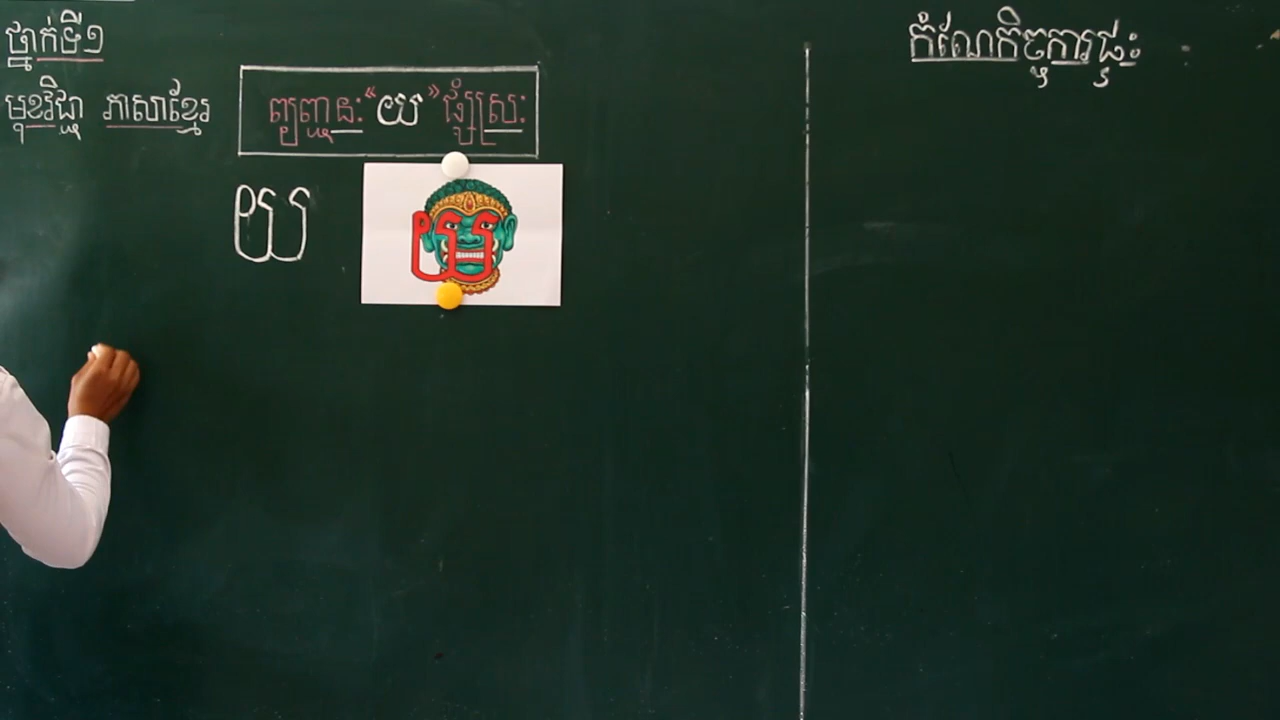 ថ្នាក់ទី១
មុខវិជ្ជា ភាសាខ្មែរ
ព្យញ្ជនៈ "យ" ផ្សំស្រៈ
យ
យ
កំណែកិច្ចការផ្ទះ